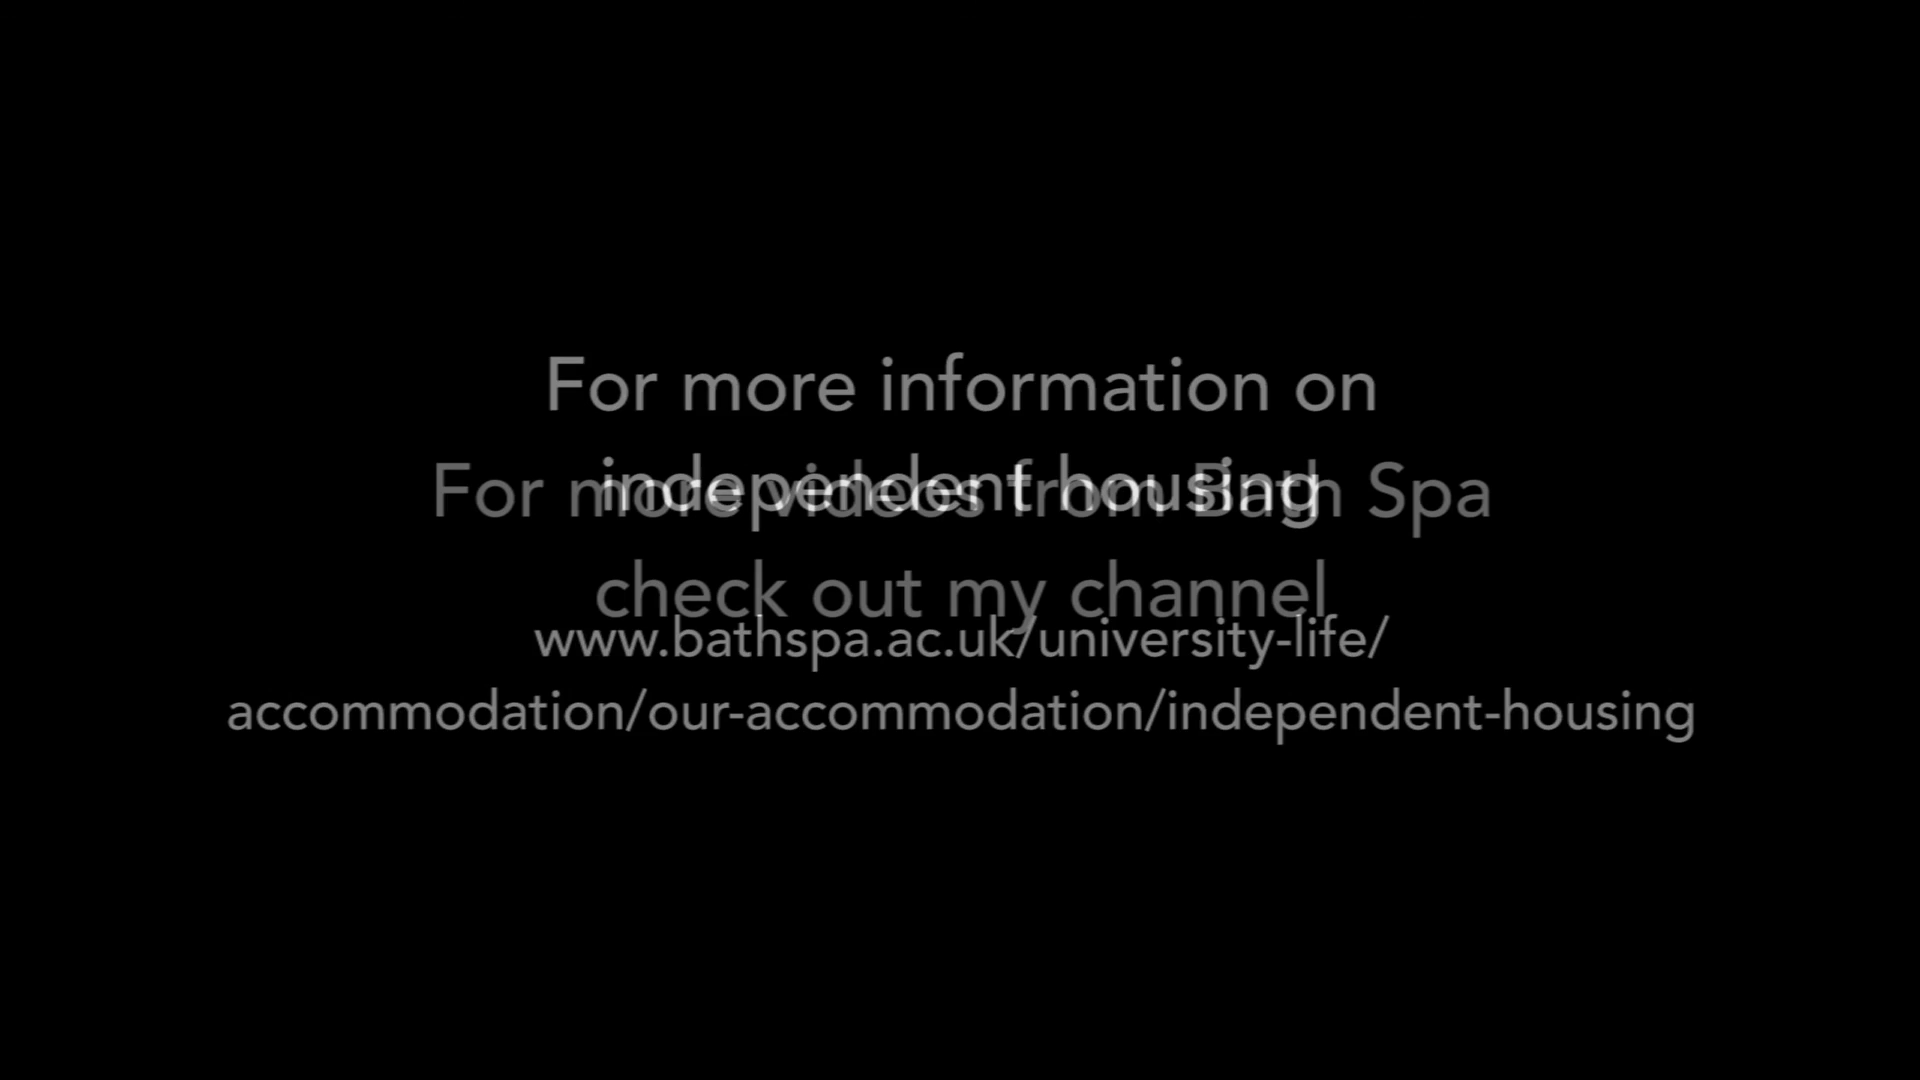 For more information on
independent housing
For more videos from Bath Spa
check out my channel
www.bathspa.ac.uk/university-life/
accommodation/our-accommodation/independent-housing